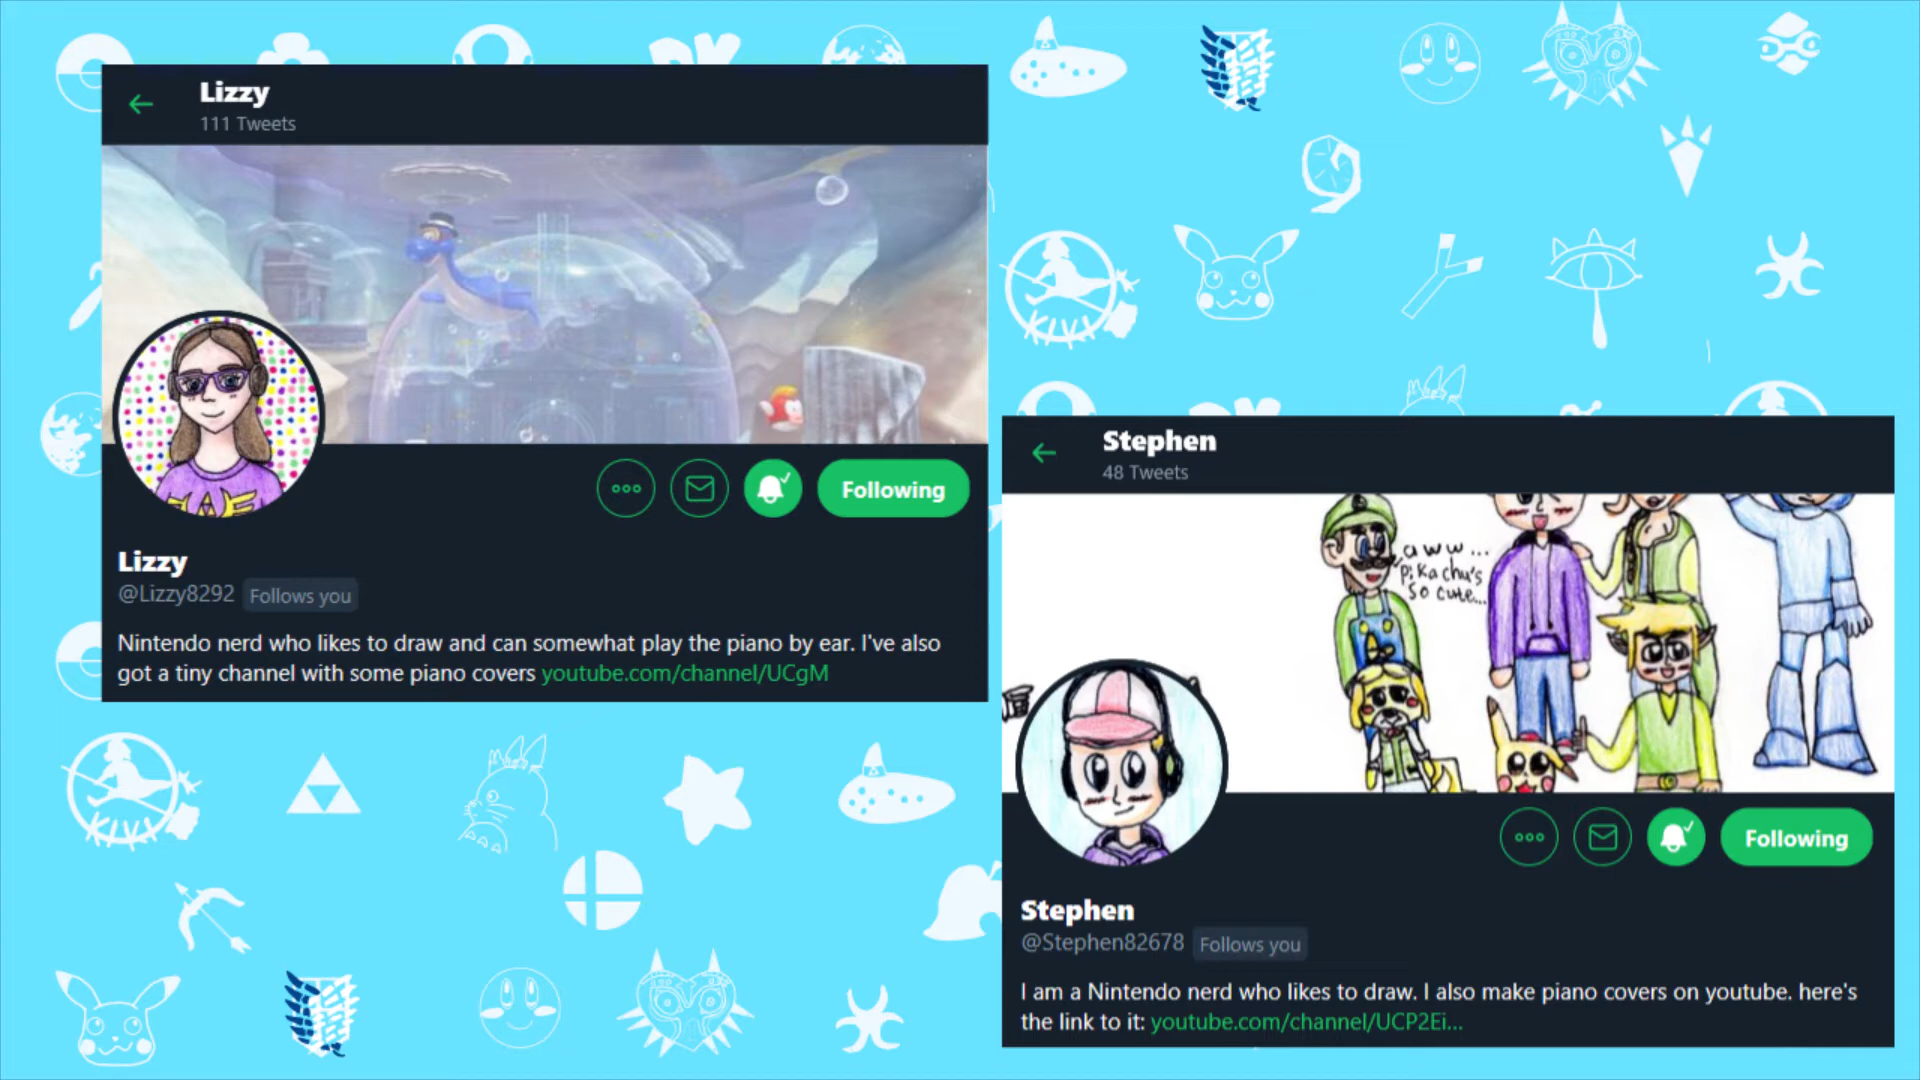 Lizzy
111 Tweets
Following
Lizzy
@Lizzy8292 Follows you
Nintendo nerd who likes to draw and can somewhat play the piano by ear. I've also
got a tiny channel with some piano covers youtube.com/channel/UCgM
Stephen
48 Tweets
aww...
pikachu's
so cute...
Following
Stephen
@Stephen82678 Follows you
I am a Nintendo nerd who likes to draw. I also make piano covers on youtube. here's
the link to it: youtube.com/channel/UCP2Ei...